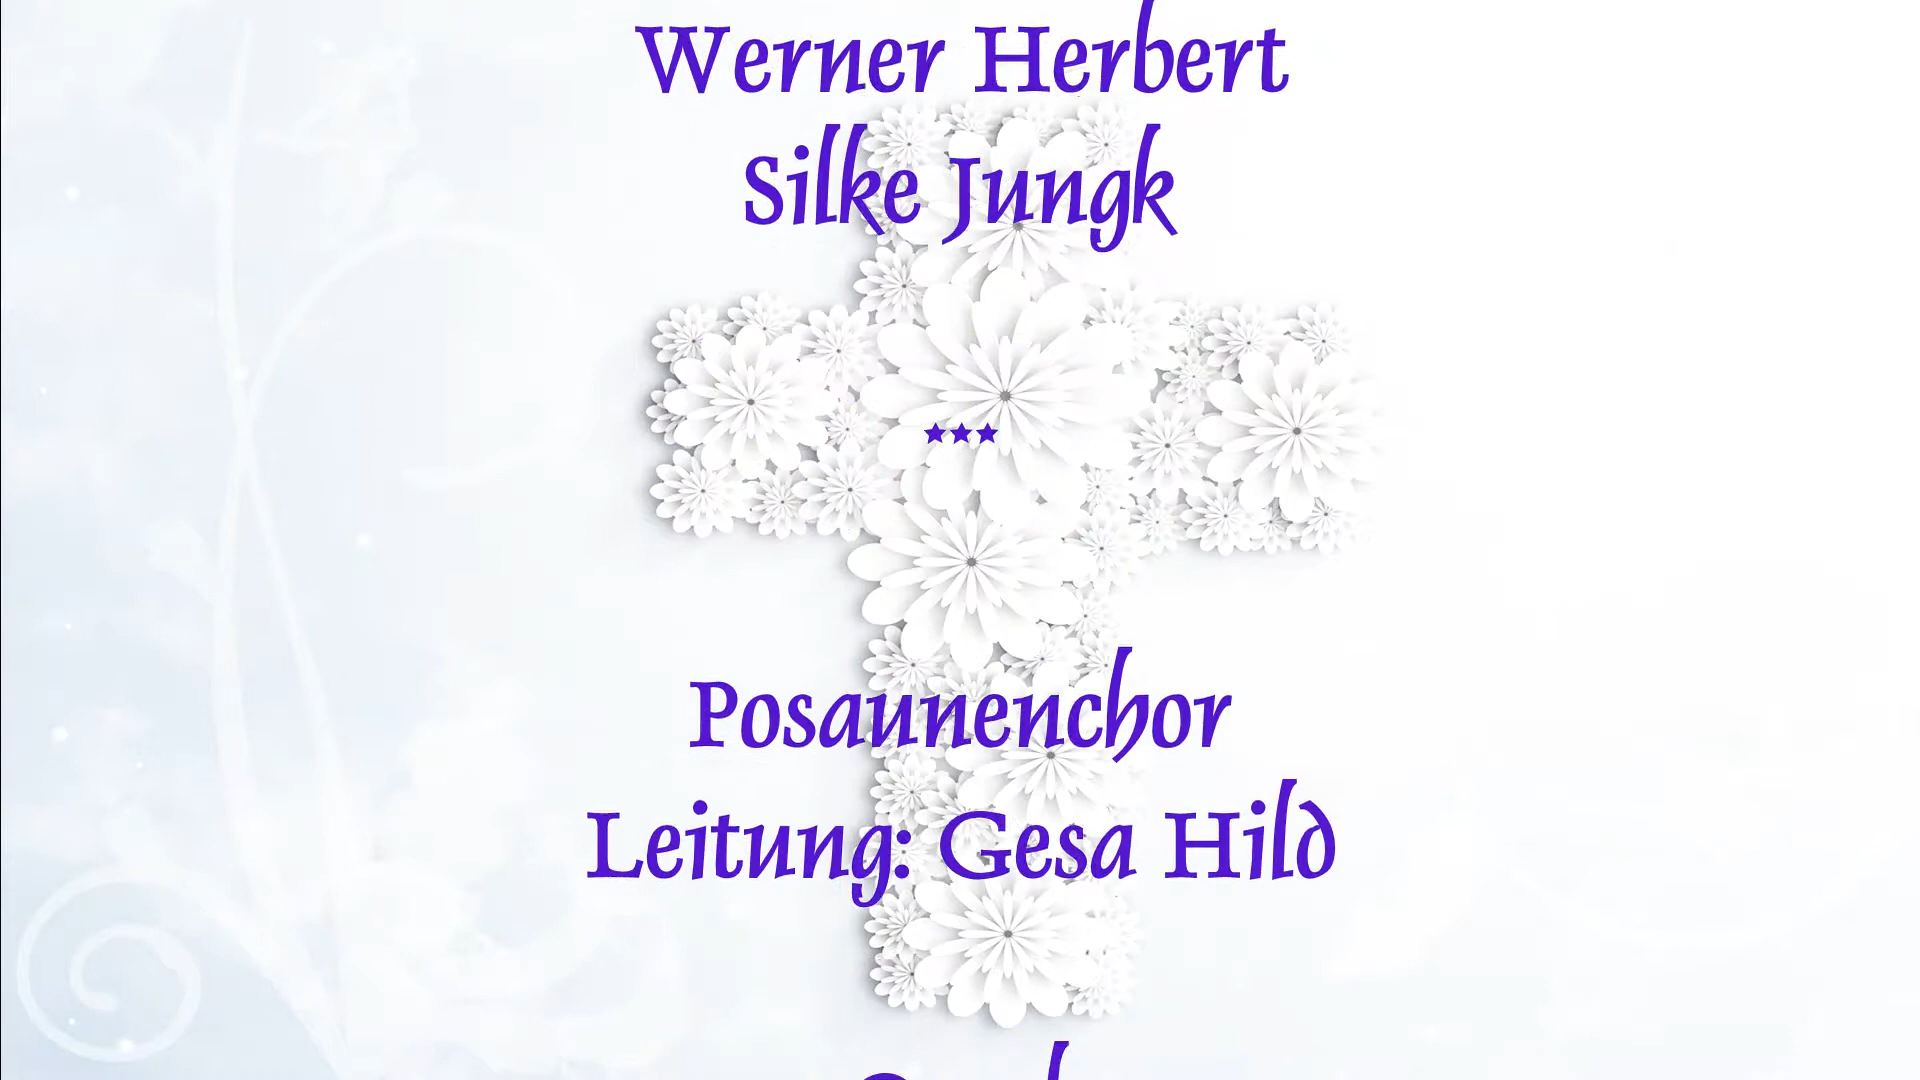 Werner Herbert
Silke Jungk
***
Posaunenchor
Leitung: Gesa Hild